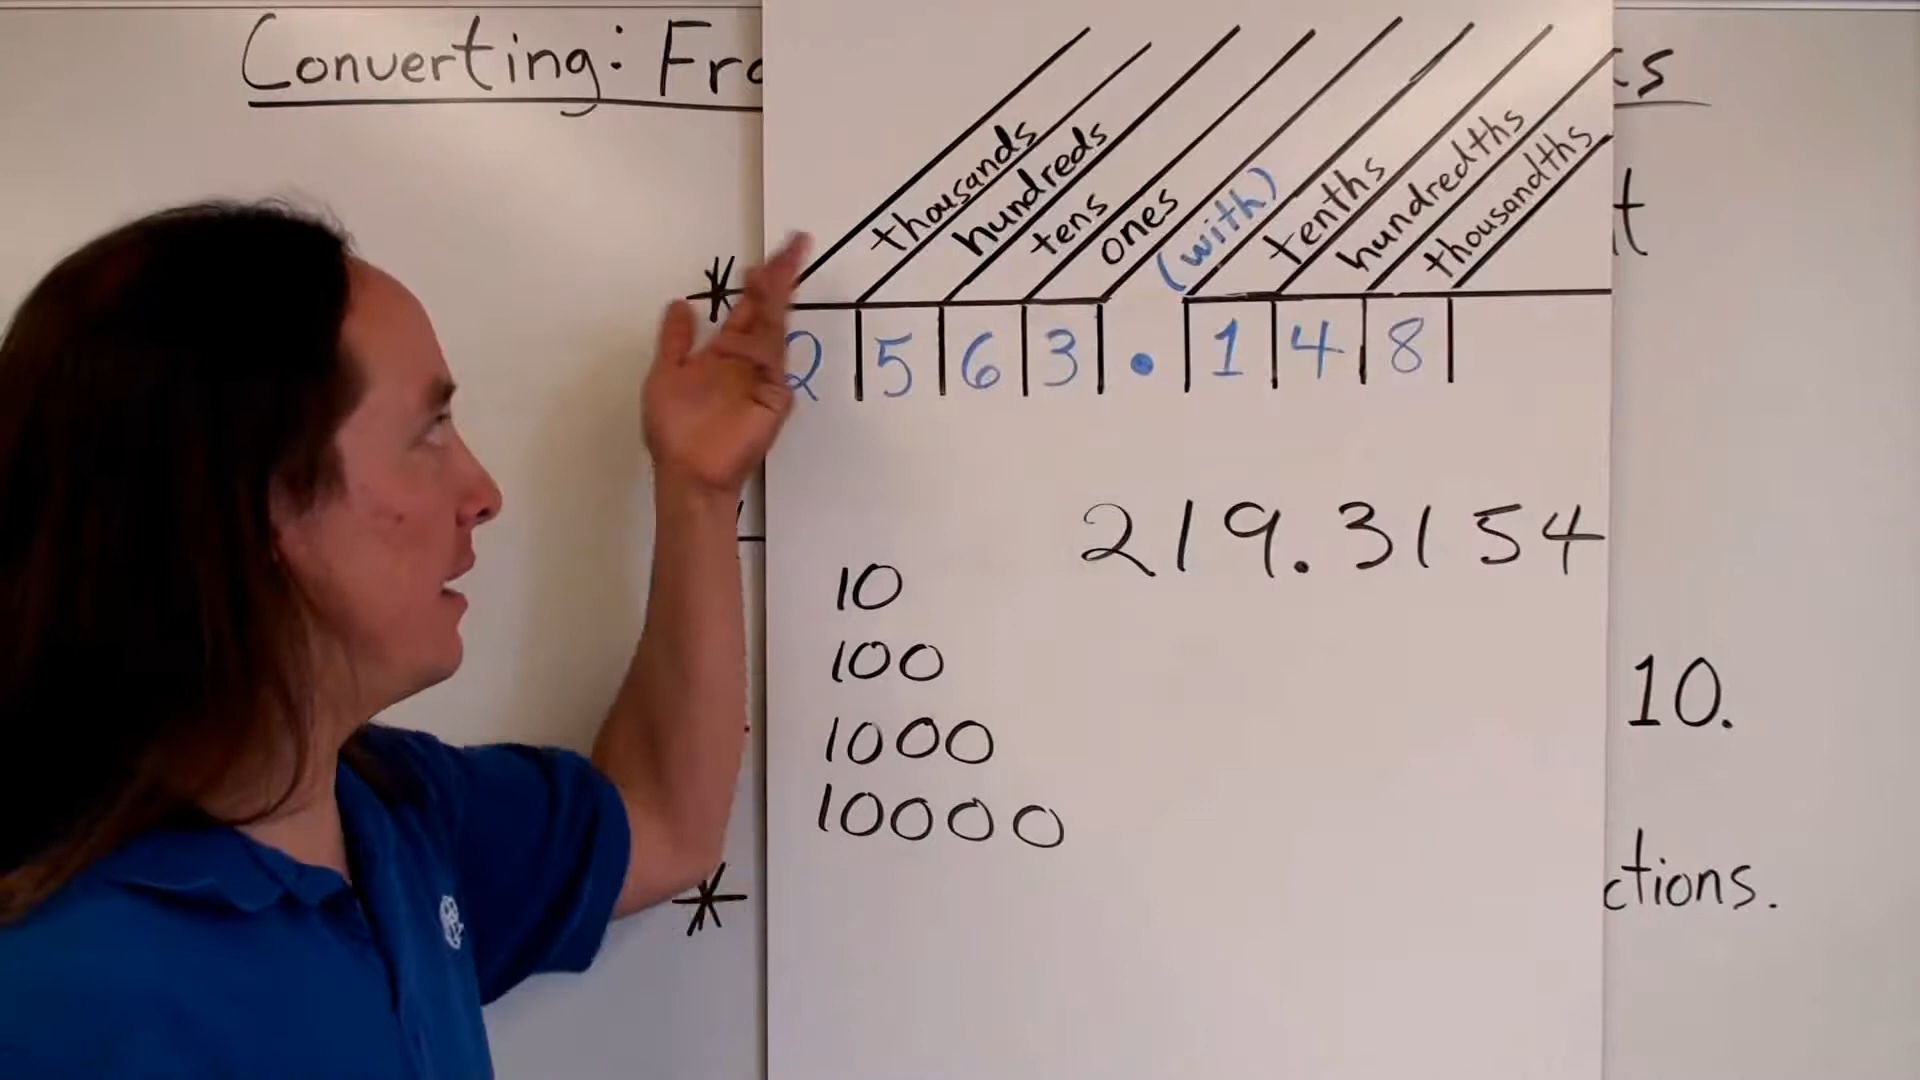 Converting: Fr
thousands hundreds tens ones (with) tenths hundredths thousandths
2 5 6 3 . 1 4 8
219.3154
10
100
1000
10000
10.
ctions.